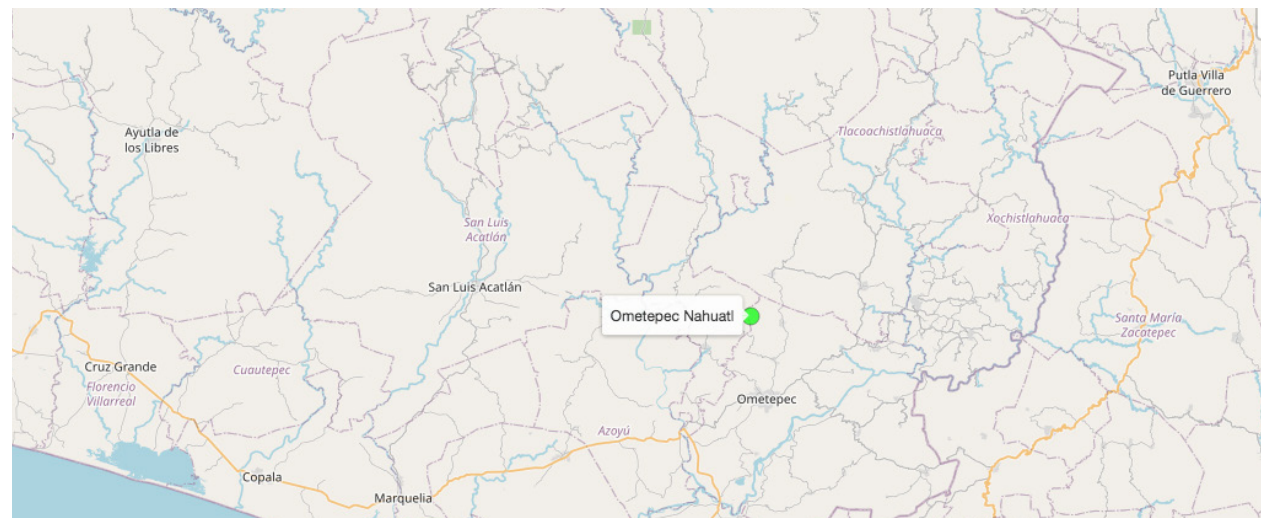 Putla Villa
de Guerrero
Ayutla de
los Libres
Tlacoachistlahuaca
San Luis
Acatlán
Xochistlahuaca
San Luis Acatlán
Ometepec Nahuatl
Santa María
Zacatepec
Cruz Grande
Cuautepec
Florencio
Villarreal
Ometepec
Azoyú
Copala
Marquelia